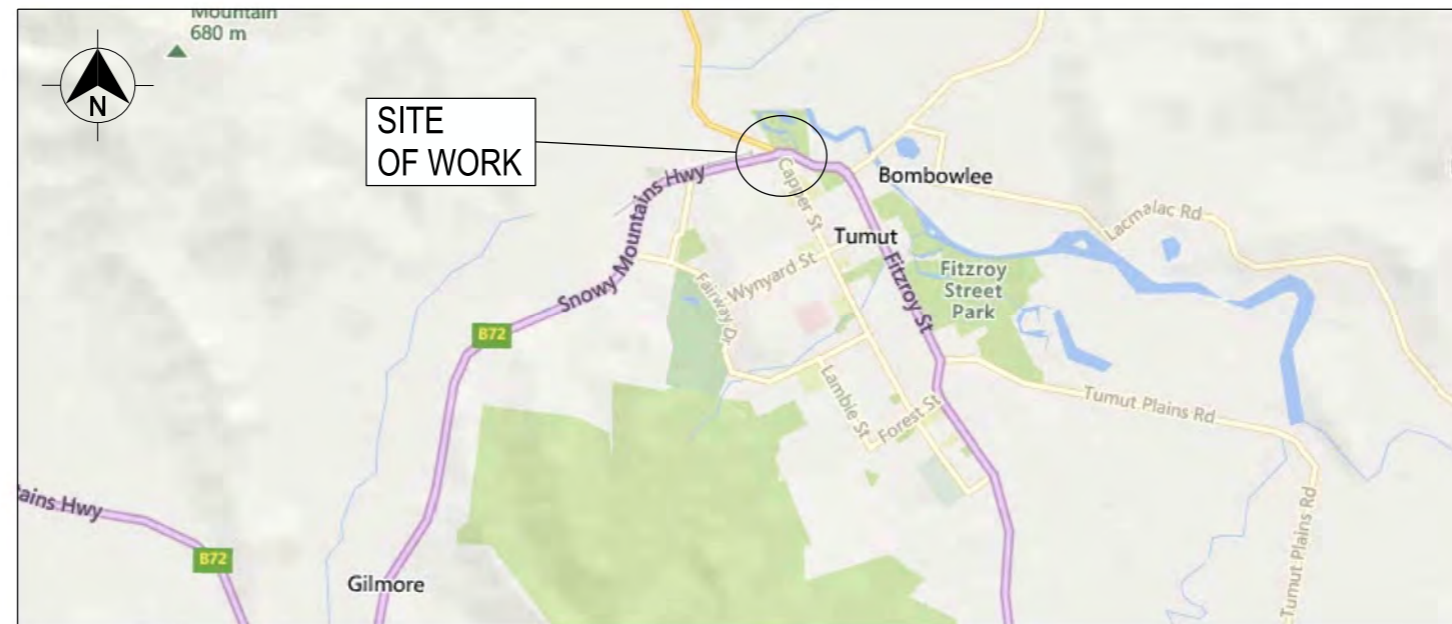 Mountain
680 m
N
SITE
OF WORK
Snowy Mountains Hwy
Capper St
Bombowlee
Lacmalac Rd
Tumut
Wynyard St
Fairway Dr
Fitzroy St
Fitzroy
Street
Park
B72
Lambie St
Forest St
Tumut Plains Rd
tains Hwy
B72
Gilmore
Tumut Plains Rd